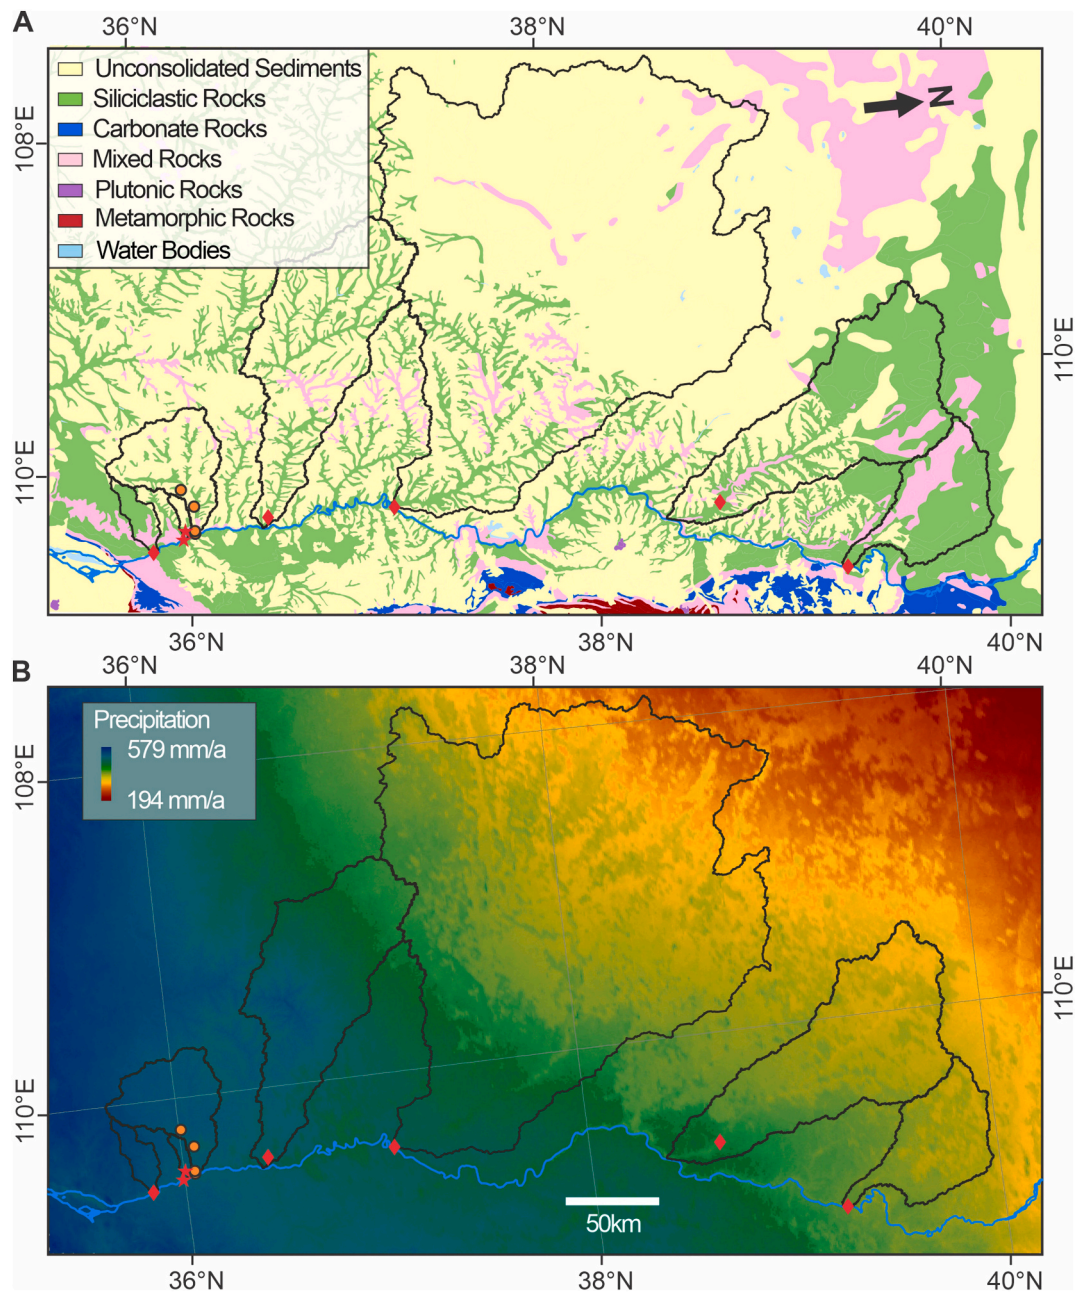 A
36°N
38°N
40°N
Unconsolidated Sediments
Siliciclastic Rocks
Carbonate Rocks
Mixed Rocks
Plutonic Rocks
Metamorphic Rocks
Water Bodies
N
108°E
110°E
110°E
36°N
38°N
40°N
B
36°N
38°N
40°N
Precipitation
579 mm/a
194 mm/a
108°E
110°E
110°E
50km
36°N
38°N
40°N